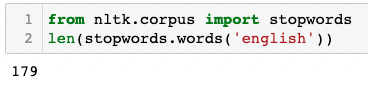 1 from nltk.corpus import stopwords
2 len(stopwords.words('english'))
179